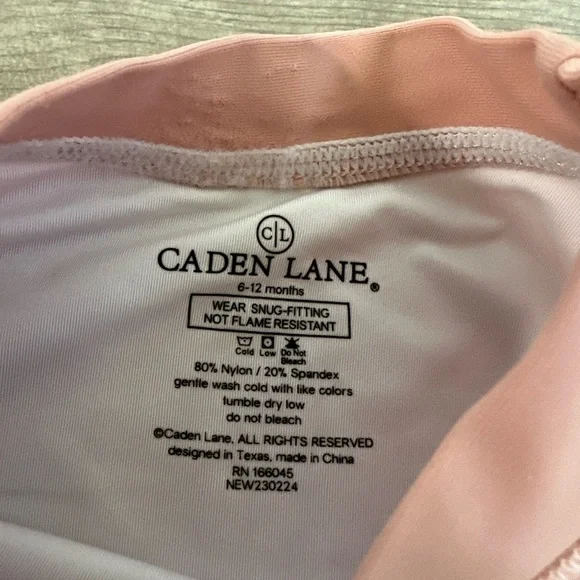 C|L
CADEN LANE®
6-12 months
WEAR SNUG-FITTING
NOT FLAME RESISTANT
Cold Low Do Not
Bleach
80% Nylon / 20% Spandex
gentle wash cold with like colors
tumble dry low
do not bleach
©Caden Lane, ALL RIGHTS RESERVED
designed in Texas, made in China
RN 166045
NEW230224